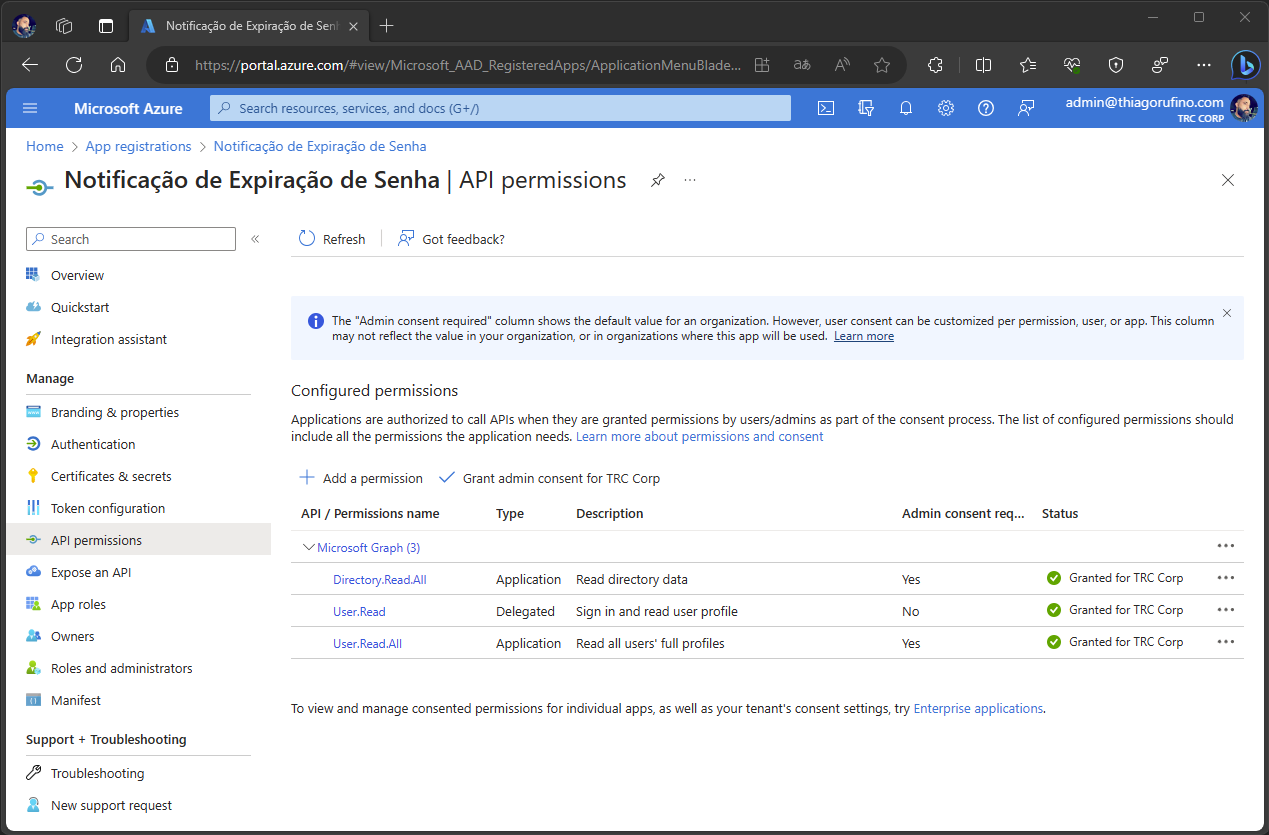 Notificação de Expiração de Sen
https://portal.azure.com/#view/Microsoft_AAD_RegisteredApps/ApplicationMenuBlade...
Microsoft Azure
Search resources, services, and docs (G+/)
admin@thiagorufino.com
TRC CORP
Home > App registrations > Notificação de Expiração de Senha
Notificação de Expiração de Senha | API permissions
Search
Refresh
Got feedback?
Overview
Quickstart
Integration assistant
Manage
Branding & properties
Authentication
Certificates & secrets
Token configuration
API permissions
Expose an API
App roles
Owners
Roles and administrators
Manifest
Support + Troubleshooting
Troubleshooting
New support request
The "Admin consent required" column shows the default value for an organization. However, user consent can be customized per permission, user, or app. This column
may not reflect the value in your organization, or in organizations where this app will be used. Learn more
Configured permissions
Applications are authorized to call APIs when they are granted permissions by users/admins as part of the consent process. The list of configured permissions should
include all the permissions the application needs. Learn more about permissions and consent
Add a permission
Grant admin consent for TRC Corp
API / Permissions name Type Description Admin consent req... Status
Microsoft Graph (3)
Directory.Read.All Application Read directory data Yes Granted for TRC Corp
User.Read Delegated Sign in and read user profile No Granted for TRC Corp
User.Read.All Application Read all users' full profiles Yes Granted for TRC Corp
To view and manage consented permissions for individual apps, as well as your tenant's consent settings, try Enterprise applications.